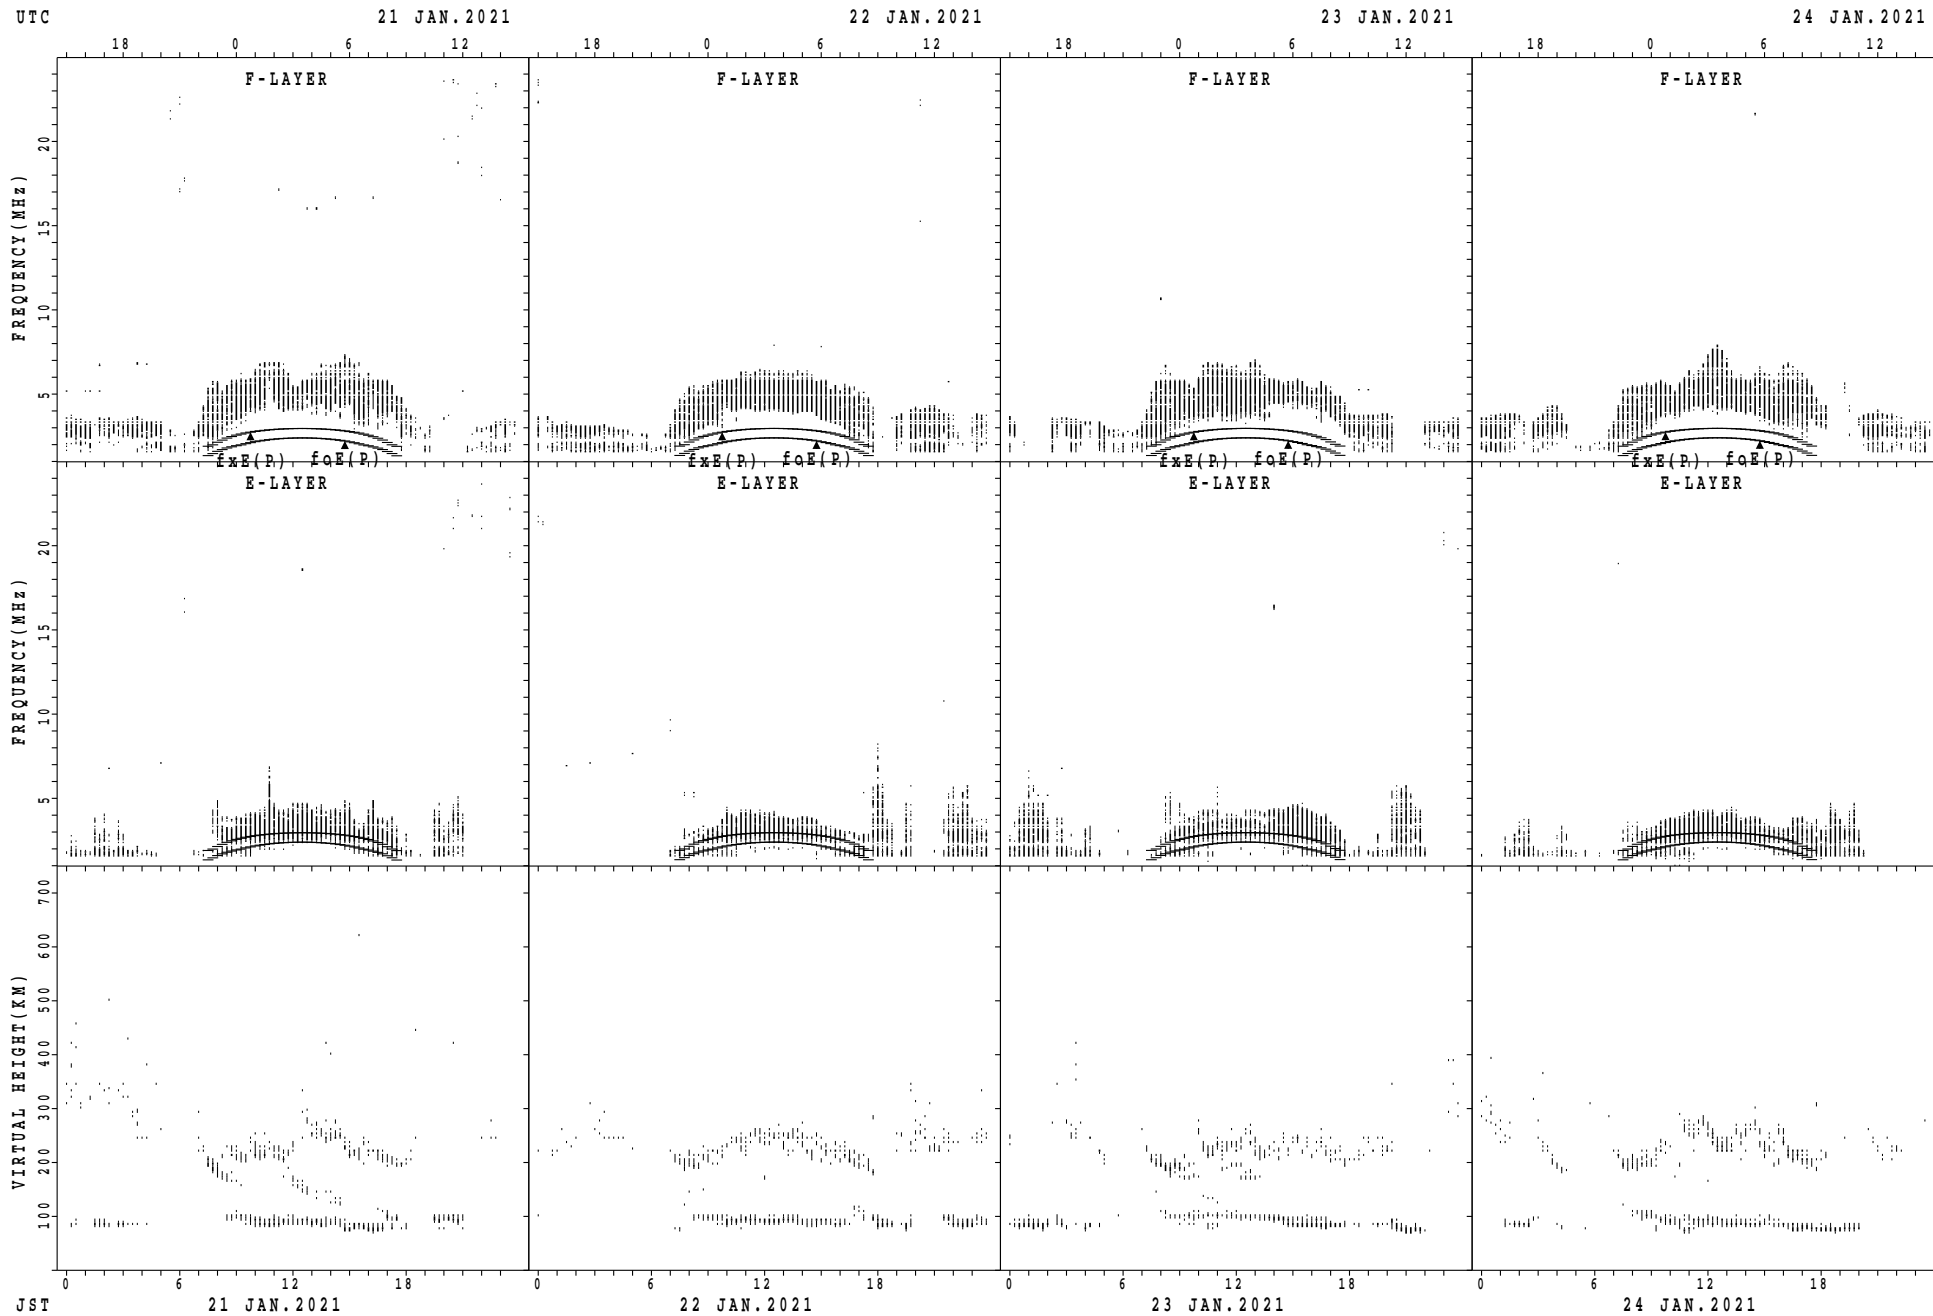 UTC 21 JAN.2021 22 JAN.2021 23 JAN.2021 24 JAN.2021
18 0 6 12 18 0 6 12 18 0 6 12 18 0 6 12
F-LAYER F-LAYER F-LAYER F-LAYER
FREQUENCY(MHz)
20
15
10
5
fxE(P) foE(P) fxE(P) foE(P) fxE(P) foE(P) fxE(P) foE(P)
E-LAYER E-LAYER E-LAYER E-LAYER
FREQUENCY(MHz)
20
15
10
5
VIRTUAL HEIGHT(KM)
700
600
500
400
300
200
100
0 6 12 18 0 6 12 18 0 6 12 18 0 6 12 18
JST 21 JAN.2021 22 JAN.2021 23 JAN.2021 24 JAN.2021